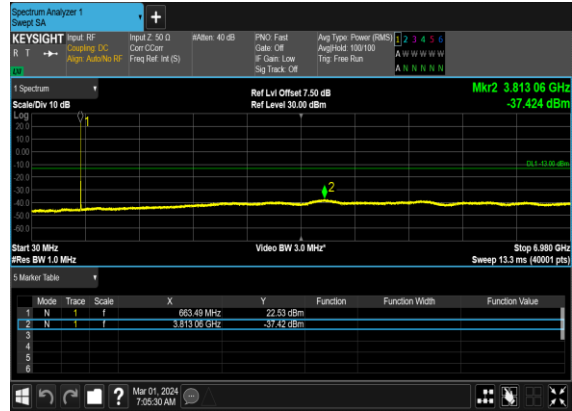 Spectrum Analyzer 1
Swept SA
+
KEYSIGHT Input: RF Input Z: 50 Ω #Atten: 40 dB PNO: Fast Avg Type: Power (RMS) 1 2 3 4 5 6
R T Coupling: DC Corr CCorr Gate: Off Avg|Hold: 100/100 A W W W W W
Align: Auto/No RF Freq Ref: Int (S) IF Gain: Low Trig: Free Run
Sig Track: Off A N N N N N
1 Spectrum Ref Lvl Offset 7.50 dB Mkr2 3.813 06 GHz
Scale/Div 10 dB Ref Level 30.00 dBm -37.424 dBm
Log
20.0
10.0
0.00
-10.0
-20.0
-30.0
-40.0
-50.0
-60.0
1
2
DL1 -13.00 dBm
Start 30 MHz Video BW 3.0 MHz* Stop 6.980 GHz
#Res BW 1.0 MHz Sweep 13.3 ms (40001 pts)
5 Marker Table
Mode Trace Scale X Y Function Function Width Function Value
1 N 1 f 663.49 MHz 22.53 dBm
2 N 1 f 3.813 06 GHz -37.42 dBm
3
4
5
6
? Mar 01, 2024
7:05:30 AM